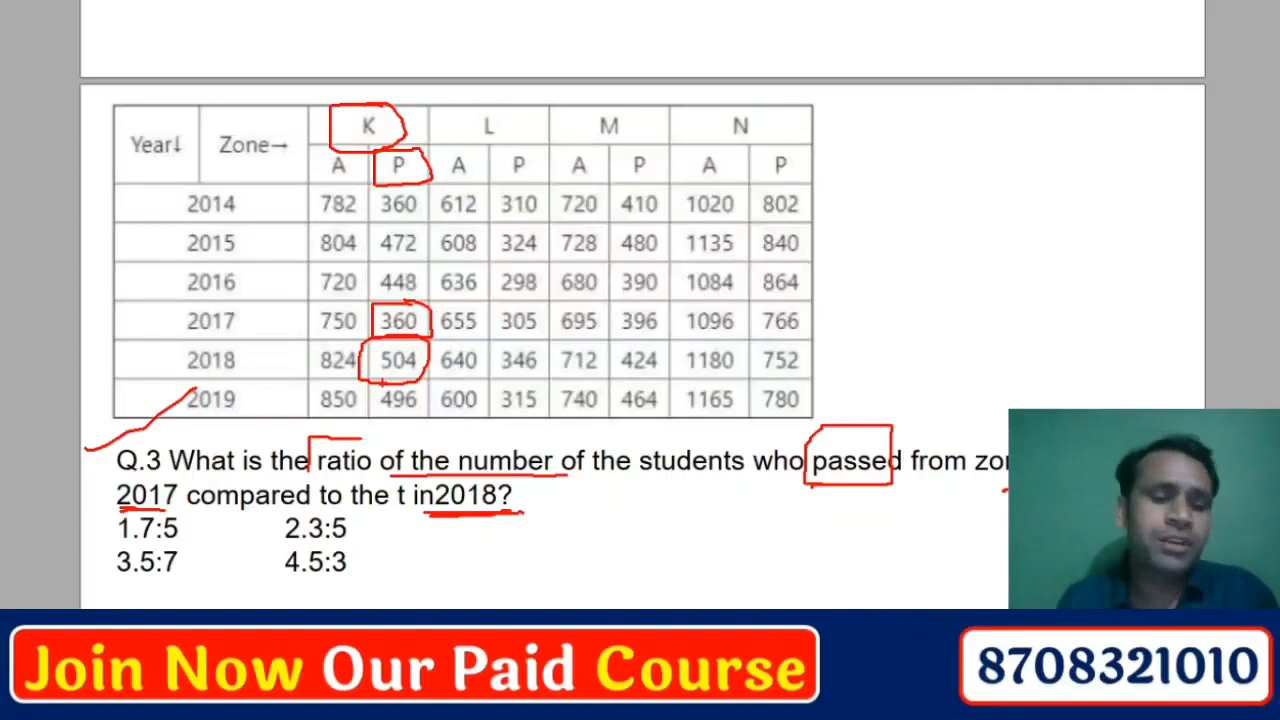 Year↓ Zone→ K L M N
A P A P A P A P
2014 782 360 612 310 720 410 1020 802
2015 804 472 608 324 728 480 1135 840
2016 720 448 636 298 680 390 1084 864
2017 750 360 655 305 695 396 1096 766
2018 824 504 640 346 712 424 1180 752
2019 850 496 600 315 740 464 1165 780
Q.3 What is the ratio of the number of the students who passed from
2017 compared to the t in2018?
1.7:5 2.3:5
3.5:7 4.5:3
Join Now Our Paid Course 8708321010